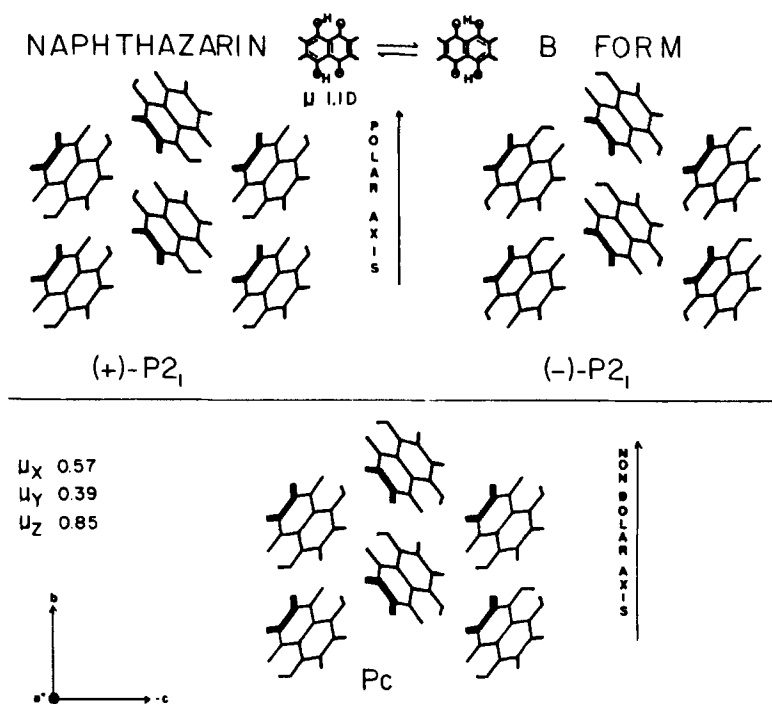 NAPHTHAZARIN H H ⇌ H H B FORM
μ 1.1D
POLAR AXIS
(+)-P2₁ (−)-P2₁
μX 0.57
μY 0.39
μZ 0.85
NON POLAR AXIS
b
a* -c
Pc